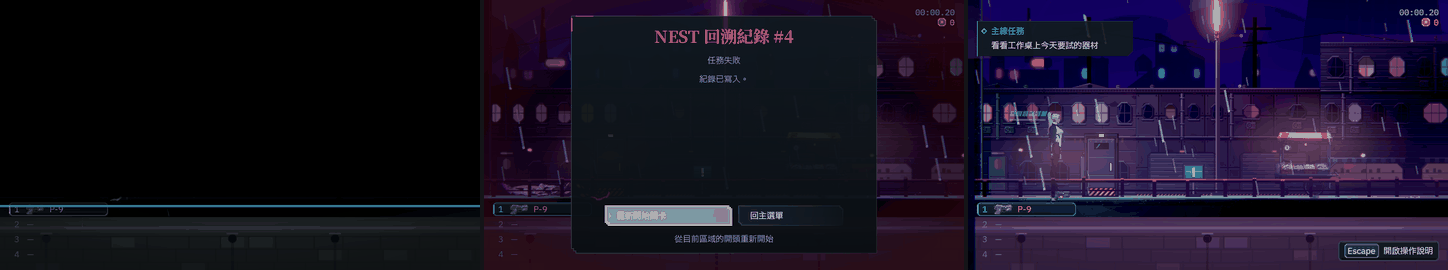 1 P-9
2 —
3 —
4 —
00:00.20
0
NEST 回溯紀錄 #4
任務失敗
紀錄已寫入。
重新開始關卡
回主選單
從目前區域的開頭重新開始
1 P-9
2 —
3 —
4 —
00:00.20
0
主線任務
看看工作桌上今天要試的器材
1 P-9
2 —
3 —
4 —
Escape 開啟操作說明